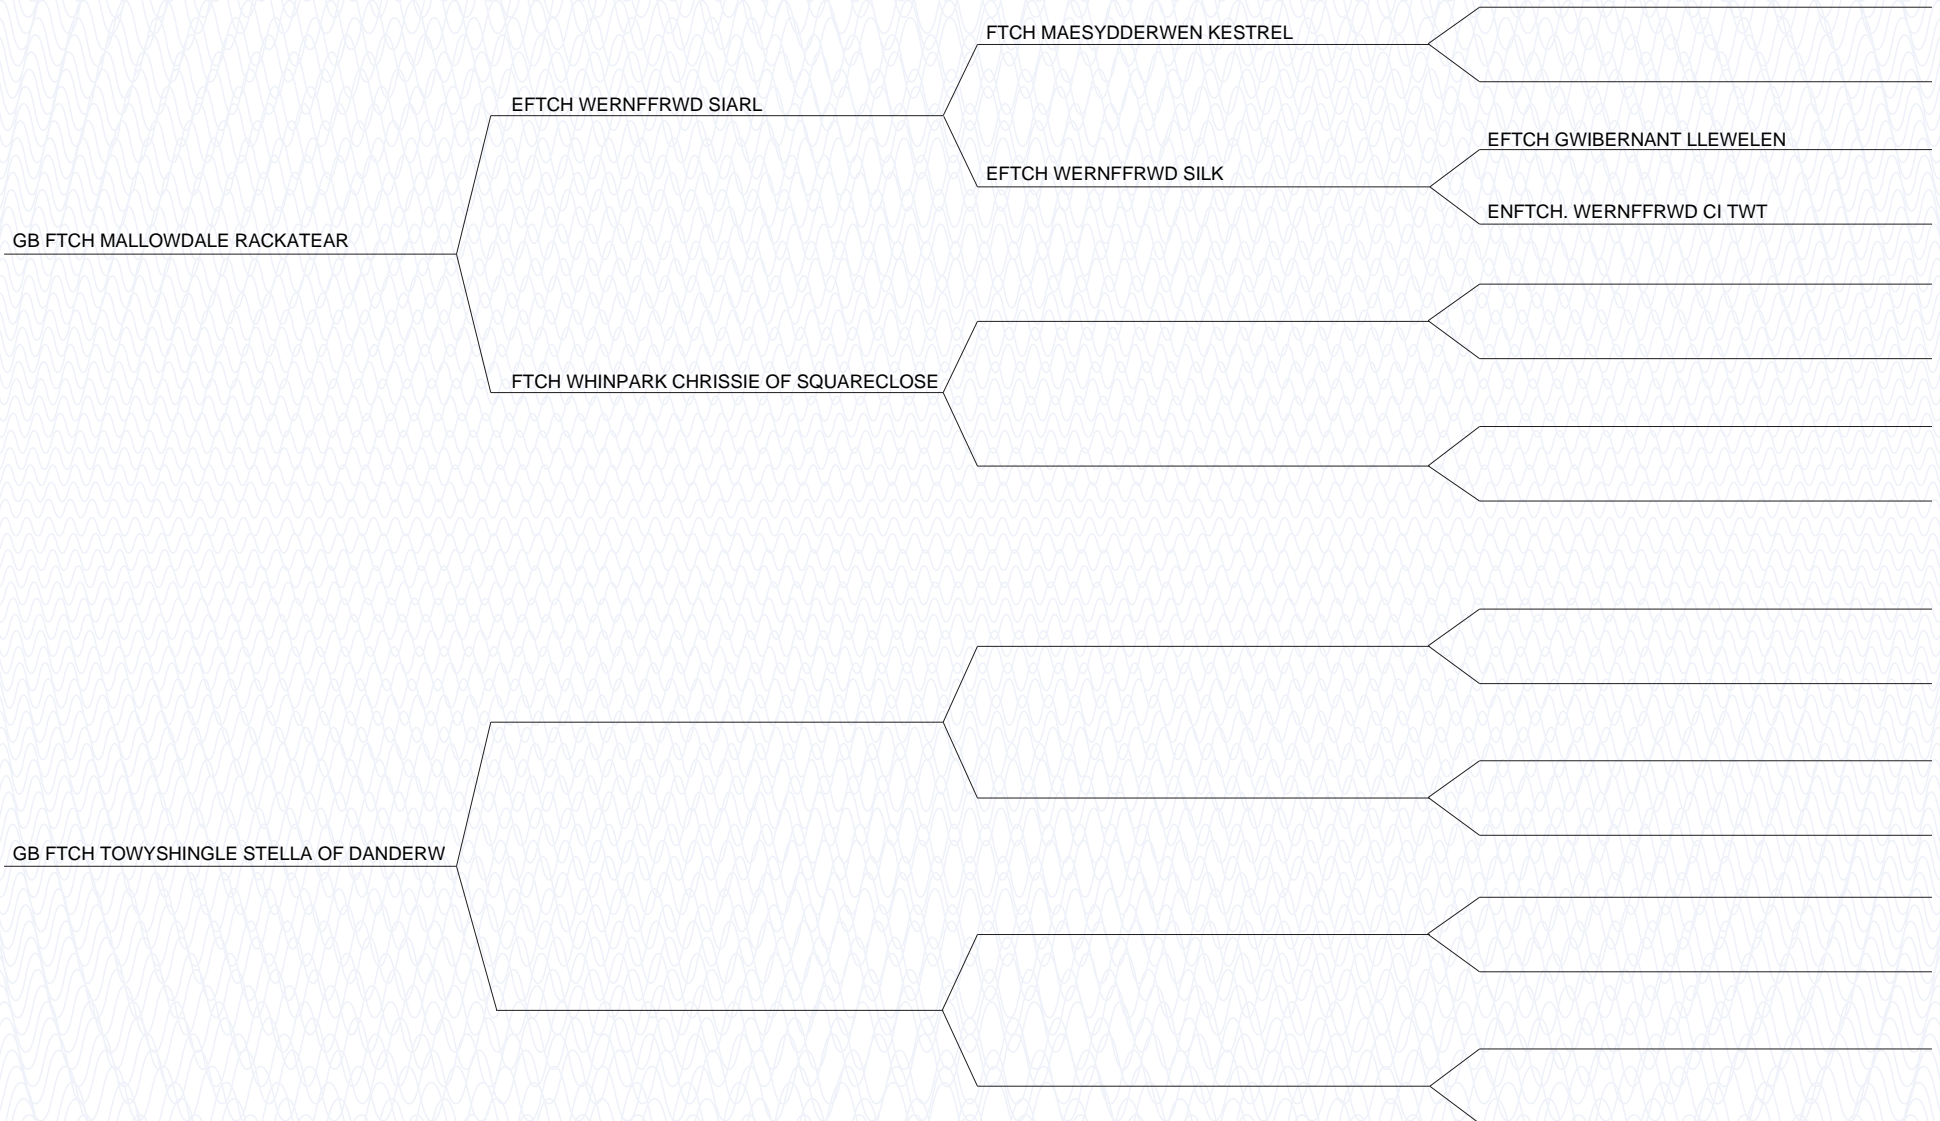 FTCH MAESYDDERWEN KESTREL
EFTCH WERNFFRWD SIARL
EFTCH GWIBERNANT LLEWELEN
EFTCH WERNFFRWD SILK
ENFTCH. WERNFFRWD CI TWT
GB FTCH MALLOWDALE RACKATEAR
FTCH WHINPARK CHRISSIE OF SQUARECLOSE
GB FTCH TOWYSHINGLE STELLA OF DANDERW